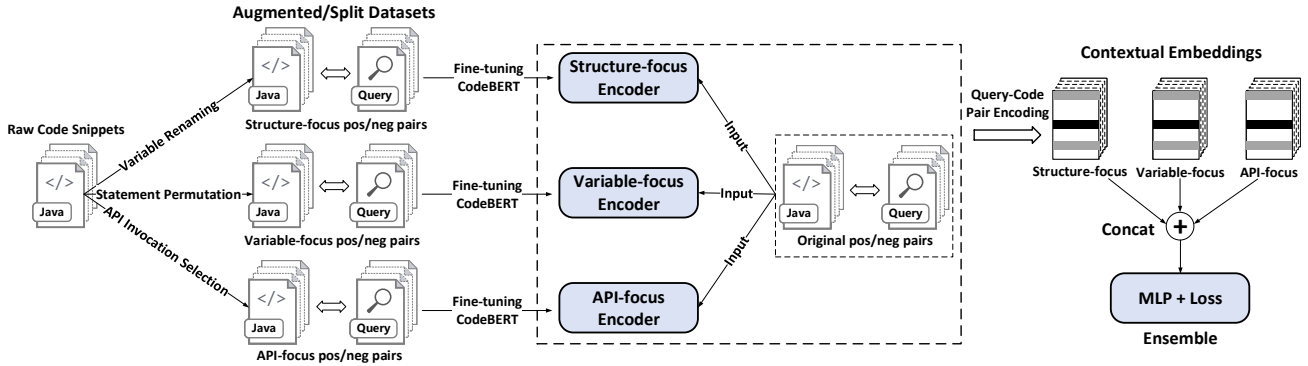 Augmented/Split Datasets
</>
Java
Query
Structure-focus pos/neg pairs
Fine-tuning
CodeBERT
Structure-focus
Encoder
Raw Code Snippets
</>
Java
Variable Renaming
Statement Permutation
API Invocation Selection
</>
Java
Query
Variable-focus pos/neg pairs
Fine-tuning
CodeBERT
Variable-focus
Encoder
</>
Java
Query
API-focus pos/neg pairs
Fine-tuning
CodeBERT
API-focus
Encoder
Input
Input
Input
</>
Java
Query
Original pos/neg pairs
Query-Code
Pair Encoding
Contextual Embeddings
Structure-focus
Variable-focus
API-focus
Concat
+
MLP + Loss
Ensemble